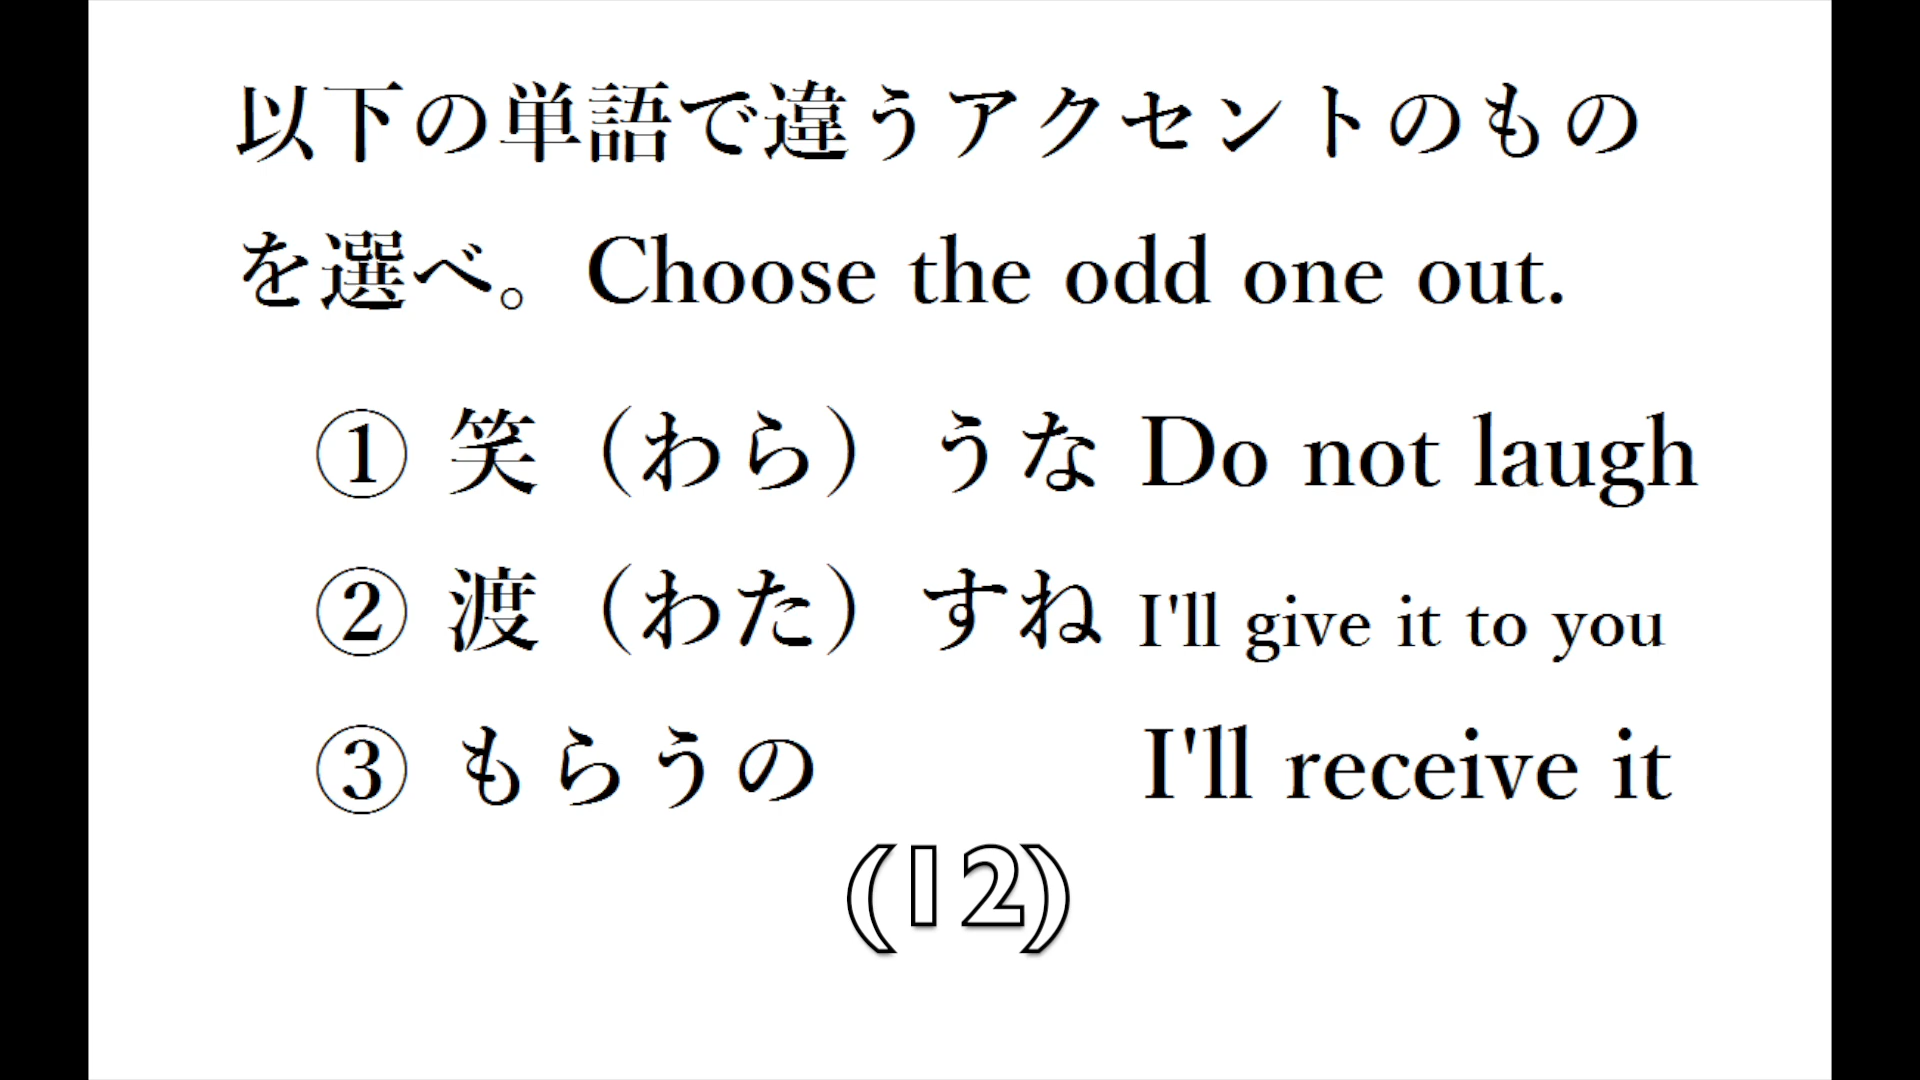 以下の単語で違うアクセントのもの
を選べ。Choose the odd one out.
① 笑（わら）うな Do not laugh
② 渡（わた）すね I'll give it to you
③ もらうの I'll receive it
(12)